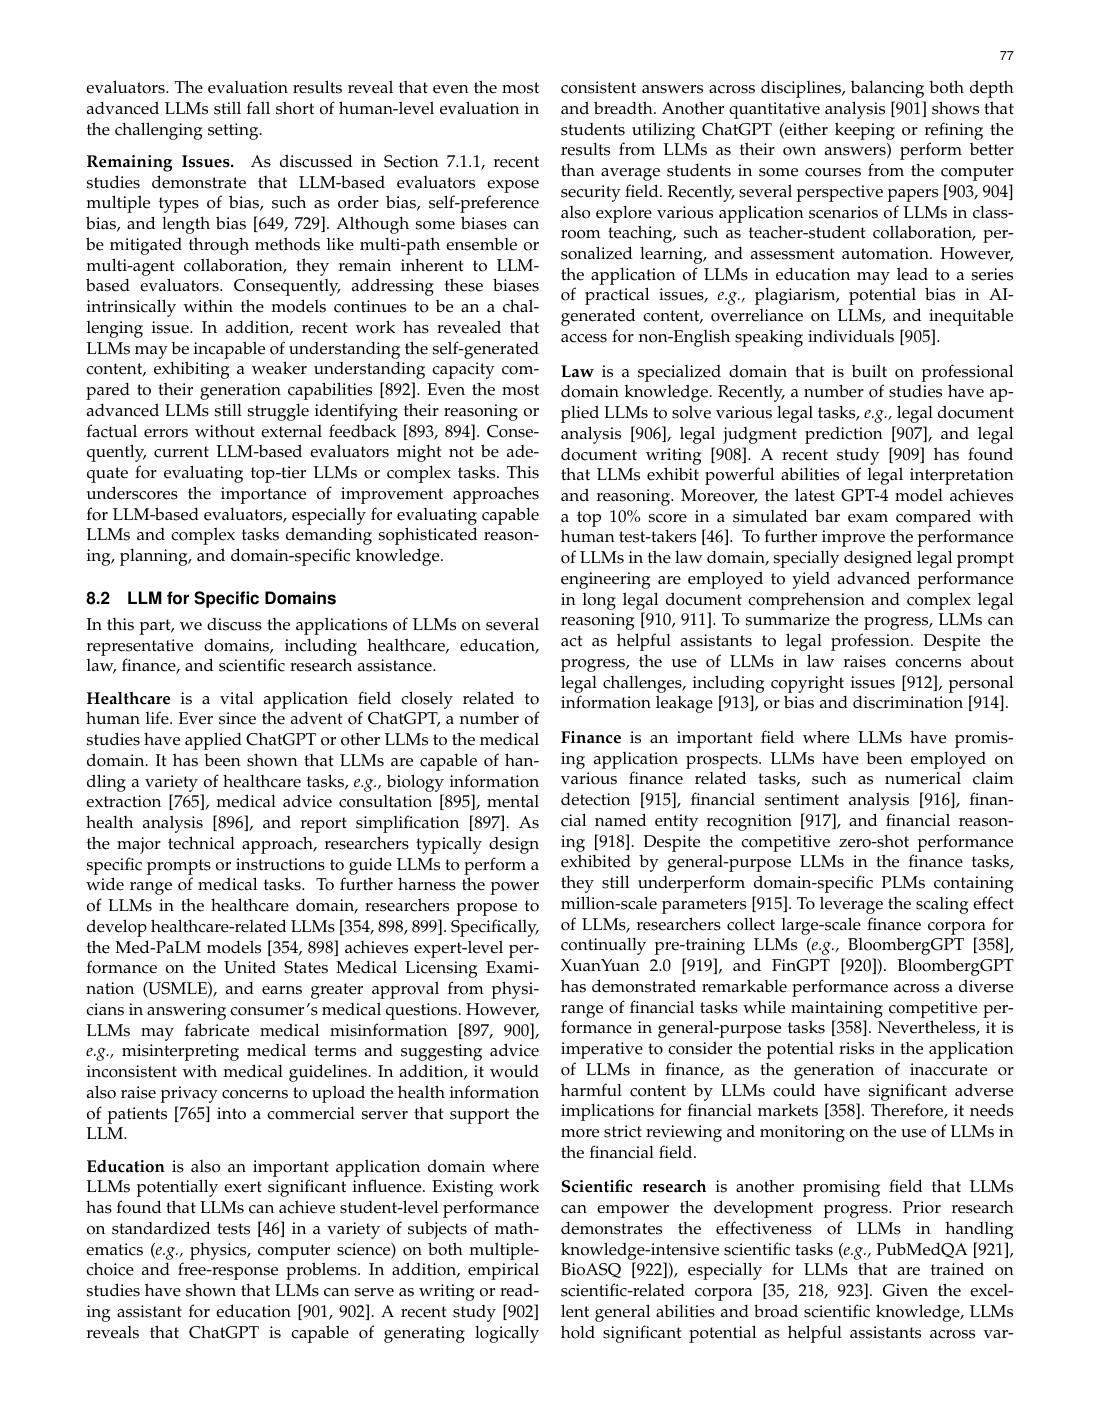 77
evaluators. The evaluation results reveal that even the most
advanced LLMs still fall short of human-level evaluation in
the challenging setting.
Remaining Issues. As discussed in Section 7.1.1, recent
studies demonstrate that LLM-based evaluators expose
multiple types of bias, such as order bias, self-preference
bias, and length bias [649, 729]. Although some biases can
be mitigated through methods like multi-path ensemble or
multi-agent collaboration, they remain inherent to LLM-
based evaluators. Consequently, addressing these biases
intrinsically within the models continues to be an a chal-
lenging issue. In addition, recent work has revealed that
LLMs may be incapable of understanding the self-generated
content, exhibiting a weaker understanding capacity com-
pared to their generation capabilities [892]. Even the most
advanced LLMs still struggle identifying their reasoning or
factual errors without external feedback [893, 894]. Conse-
quently, current LLM-based evaluators might not be ade-
quate for evaluating top-tier LLMs or complex tasks. This
underscores the importance of improvement approaches
for LLM-based evaluators, especially for evaluating capable
LLMs and complex tasks demanding sophisticated reason-
ing, planning, and domain-specific knowledge.
8.2 LLM for Specific Domains
In this part, we discuss the applications of LLMs on several
representative domains, including healthcare, education,
law, finance, and scientific research assistance.
Healthcare is a vital application field closely related to
human life. Ever since the advent of ChatGPT, a number of
studies have applied ChatGPT or other LLMs to the medical
domain. It has been shown that LLMs are capable of han-
dling a variety of healthcare tasks, e.g., biology information
extraction [765], medical advice consultation [895], mental
health analysis [896], and report simplification [897]. As
the major technical approach, researchers typically design
specific prompts or instructions to guide LLMs to perform a
wide range of medical tasks. To further harness the power
of LLMs in the healthcare domain, researchers propose to
develop healthcare-related LLMs [354, 898, 899]. Specifically,
the Med-PaLM models [354, 898] achieves expert-level per-
formance on the United States Medical Licensing Exami-
nation (USMLE), and earns greater approval from physi-
cians in answering consumer's medical questions. However,
LLMs may fabricate medical misinformation [897, 900],
e.g., misinterpreting medical terms and suggesting advice
inconsistent with medical guidelines. In addition, it would
also raise privacy concerns to upload the health information
of patients [765] into a commercial server that support the
LLM.
Education is also an important application domain where
LLMs potentially exert significant influence. Existing work
has found that LLMs can achieve student-level performance
on standardized tests [46] in a variety of subjects of math-
ematics (e.g., physics, computer science) on both multiple-
choice and free-response problems. In addition, empirical
studies have shown that LLMs can serve as writing or read-
ing assistant for education [901, 902]. A recent study [902]
reveals that ChatGPT is capable of generating logically
consistent answers across disciplines, balancing both depth
and breadth. Another quantitative analysis [901] shows that
students utilizing ChatGPT (either keeping or refining the
results from LLMs as their own answers) perform better
than average students in some courses from the computer
security field. Recently, several perspective papers [903, 904]
also explore various application scenarios of LLMs in class-
room teaching, such as teacher-student collaboration, per-
sonalized learning, and assessment automation. However,
the application of LLMs in education may lead to a series
of practical issues, e.g., plagiarism, potential bias in AI-
generated content, overreliance on LLMs, and inequitable
access for non-English speaking individuals [905].
Law is a specialized domain that is built on professional
domain knowledge. Recently, a number of studies have ap-
plied LLMs to solve various legal tasks, e.g., legal document
analysis [906], legal judgment prediction [907], and legal
document writing [908]. A recent study [909] has found
that LLMs exhibit powerful abilities of legal interpretation
and reasoning. Moreover, the latest GPT-4 model achieves
a top 10% score in a simulated bar exam compared with
human test-takers [46]. To further improve the performance
of LLMs in the law domain, specially designed legal prompt
engineering are employed to yield advanced performance
in long legal document comprehension and complex legal
reasoning [910, 911]. To summarize the progress, LLMs can
act as helpful assistants to legal profession. Despite the
progress, the use of LLMs in law raises concerns about
legal challenges, including copyright issues [912], personal
information leakage [913], or bias and discrimination [914].
Finance is an important field where LLMs have promis-
ing application prospects. LLMs have been employed on
various finance related tasks, such as numerical claim
detection [915], financial sentiment analysis [916], finan-
cial named entity recognition [917], and financial reason-
ing [918]. Despite the competitive zero-shot performance
exhibited by general-purpose LLMs in the finance tasks,
they still underperform domain-specific PLMs containing
million-scale parameters [915]. To leverage the scaling effect
of LLMs, researchers collect large-scale finance corpora for
continually pre-training LLMs (e.g., BloombergGPT [358],
XuanYuan 2.0 [919], and FinGPT [920]). BloombergGPT
has demonstrated remarkable performance across a diverse
range of financial tasks while maintaining competitive per-
formance in general-purpose tasks [358]. Nevertheless, it is
imperative to consider the potential risks in the application
of LLMs in finance, as the generation of inaccurate or
harmful content by LLMs could have significant adverse
implications for financial markets [358]. Therefore, it needs
more strict reviewing and monitoring on the use of LLMs in
the financial field.
Scientific research is another promising field that LLMs
can empower the development progress. Prior research
demonstrates the effectiveness of LLMs in handling
knowledge-intensive scientific tasks (e.g., PubMedQA [921],
BioASQ [922]), especially for LLMs that are trained on
scientific-related corpora [35, 218, 923]. Given the excel-
lent general abilities and broad scientific knowledge, LLMs
hold significant potential as helpful assistants across var-